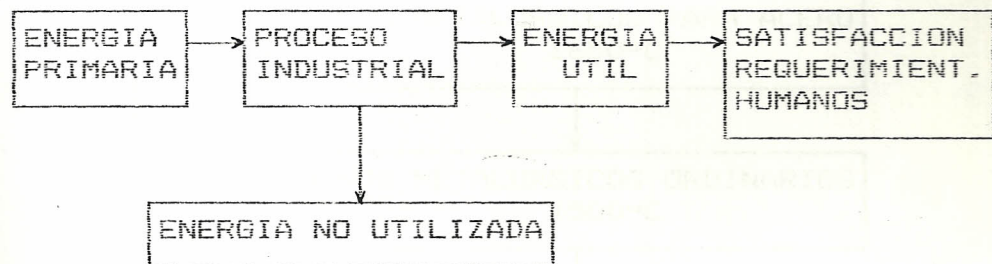 ENERGIA
PRIMARIA
PROCESO
INDUSTRIAL
ENERGIA
UTIL
SATISFACCION
REQUERIMIENT.
HUMANOS
ENERGIA NO UTILIZADA